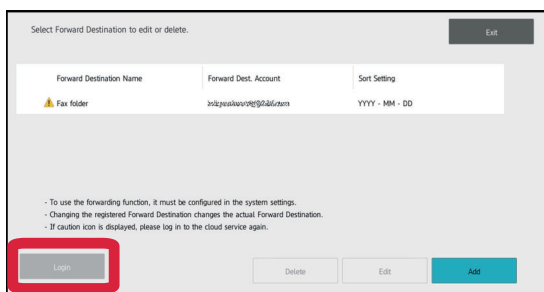 Select Forward Destination to edit or delete.
Exit
Forward Destination Name Forward Dest. Account Sort Setting
Fax folder YYYY - MM - DD
- To use the forwarding function, it must be configured in the system settings.
- Changing the registered Forward Destination changes the actual Forward Destination.
- If caution icon is displayed, please log in to the cloud service again.
Login Delete Edit Add